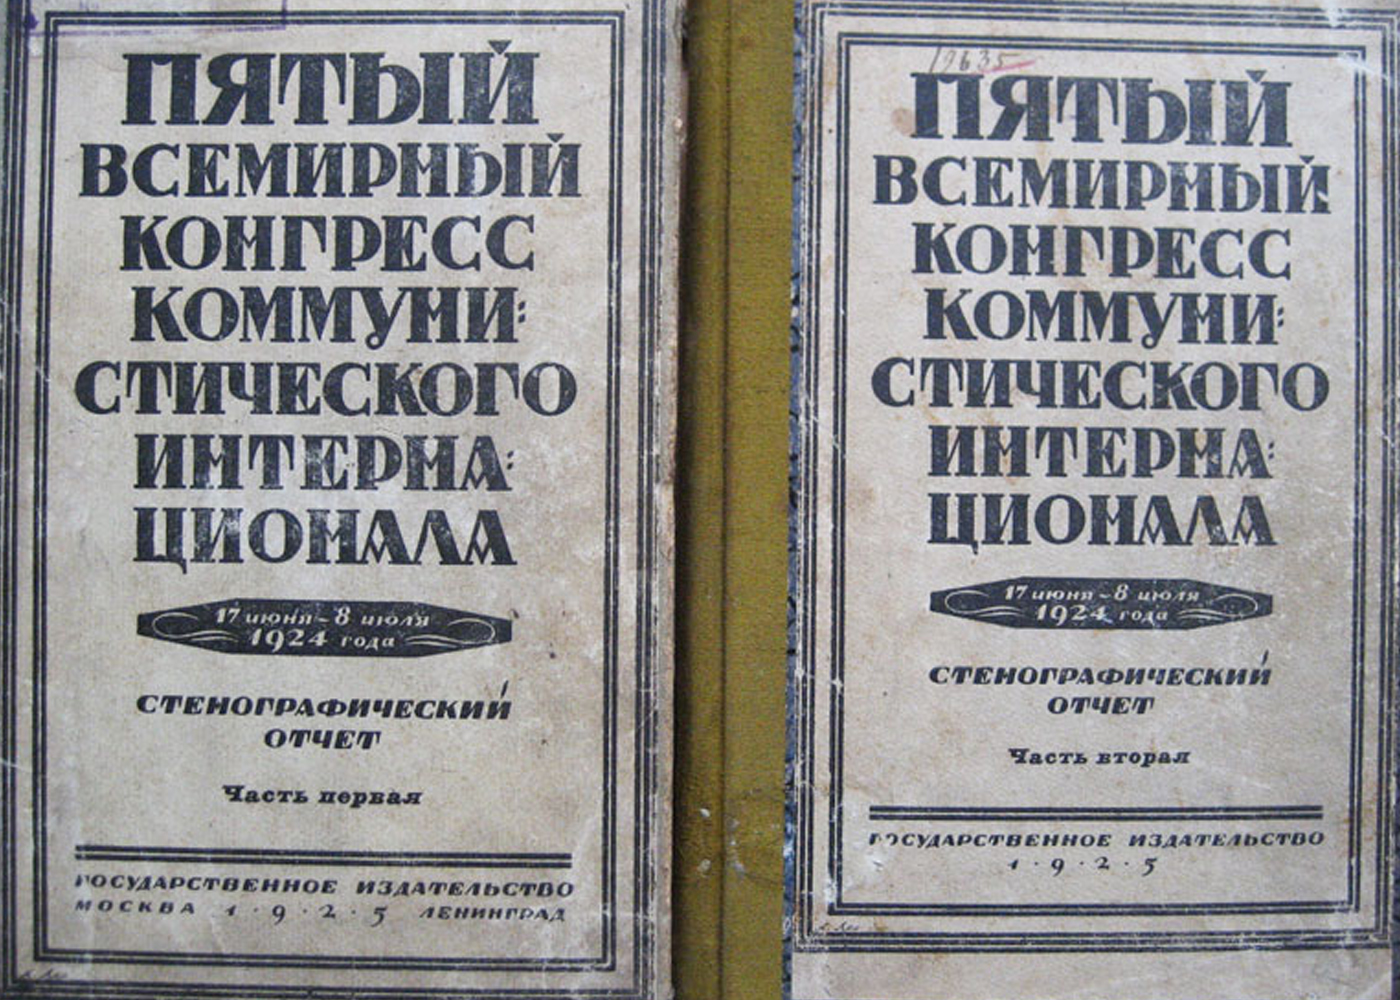 ПЯТЫЙ
ВСЕМИРНЫЙ
КОНГРЕСС
КОММУНИ:
СТИЧЕСКОГО
ИНТЕРНА:
ЦИОНАЛА
17 июня - 8 июля
1924 года
СТЕНОГРАФИЧЕСКИЙ
ОТЧЕТ
Часть первая
ГОСУДАРСТВЕННОЕ ИЗДАТЕЛЬСТВО
МОСКВА 1·9·2·5 ЛЕНИНГРАД
19635
ПЯТЫЙ
ВСЕМИРНЫЙ
КОНГРЕСС
КОММУНИ:
СТИЧЕСКОГО
ИНТЕРНА:
ЦИОНАЛА
17 июня - 8 июля
1924 года
СТЕНОГРАФИЧЕСКИЙ
ОТЧЕТ
Часть вторая
ГОСУДАРСТВЕННОЕ ИЗДАТЕЛЬСТВО
1·9·2·5